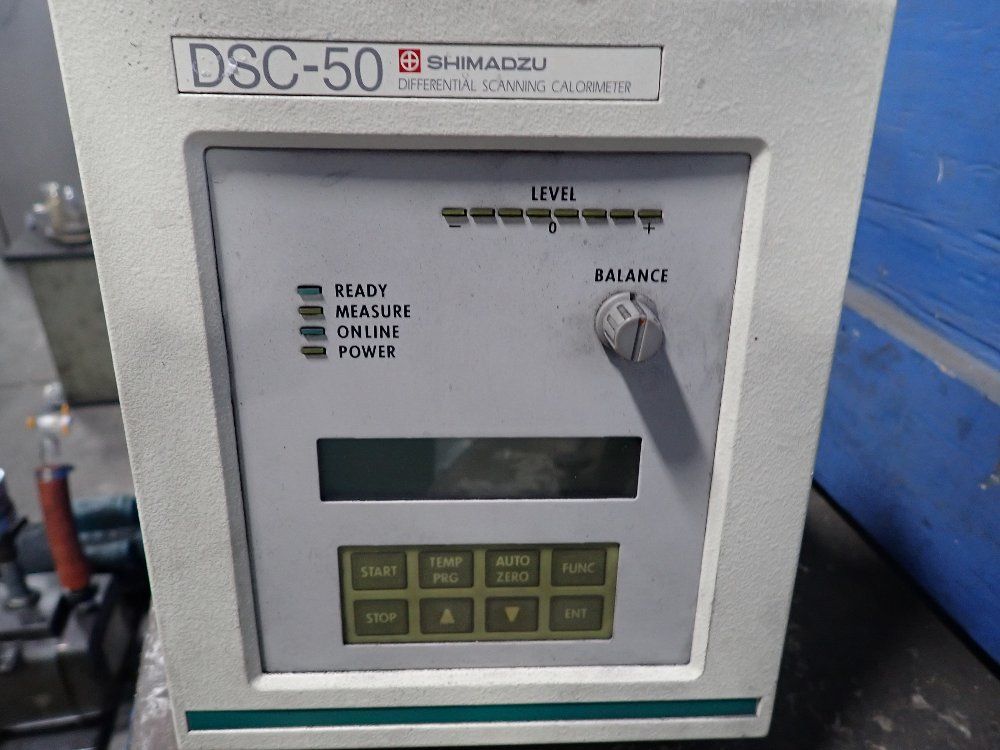 DSC-50 SHIMADZU
DIFFERENTIAL SCANNING CALORIMETER
LEVEL
- 0 +
BALANCE
READY
MEASURE
ONLINE
POWER
START TEMP PRG AUTO ZERO FUNC
STOP ▲ ▼ ENT